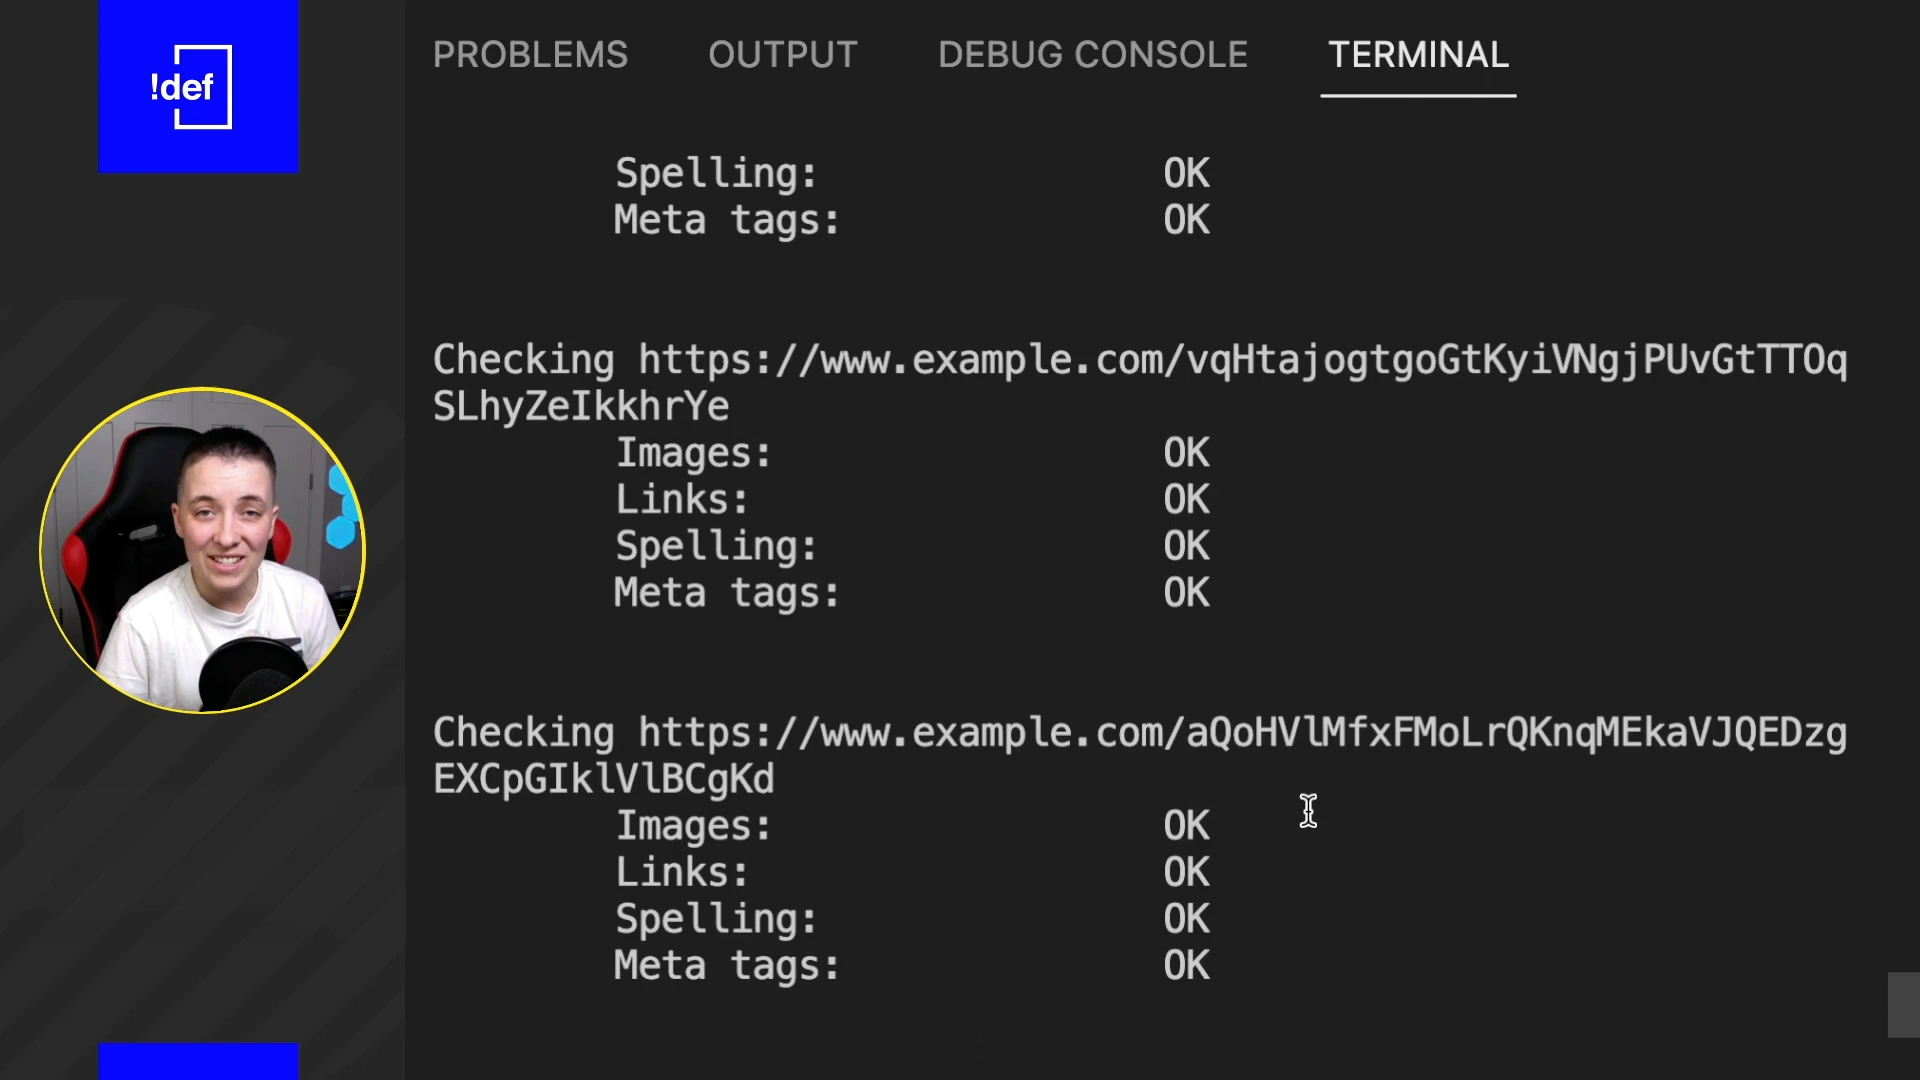 !def
PROBLEMS OUTPUT DEBUG CONSOLE TERMINAL
Spelling: OK
Meta tags: OK
Checking https://www.example.com/vqHtajogtgoGtKyiVNgjPUvGtTTOq
SLhyZeIkkhrYe
Images: OK
Links: OK
Spelling: OK
Meta tags: OK
Checking https://www.example.com/aQoHVlMfxFMoLrQKnqMEkaVJQEDzg
EXCpGIklVlBCgKd
Images: OK
Links: OK
Spelling: OK
Meta tags: OK